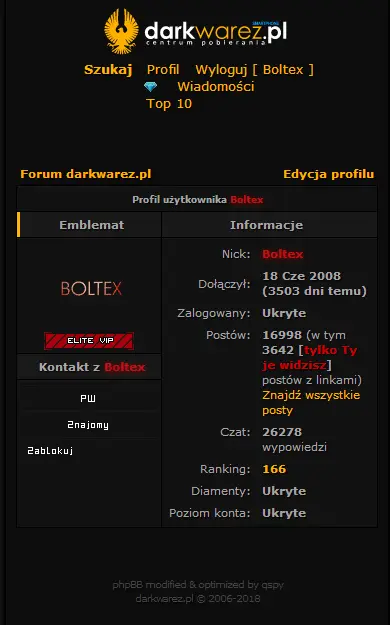 SMARTPHONE
darkwarez.pl
centrum pobierania
Szukaj Profil Wyloguj [ Boltex ]
Wiadomości
Top 10
Forum darkwarez.pl Edycja profilu
Profil użytkownika Boltex
Emblemat Informacje
BOLTEX
ELITE VIP
Kontakt z Boltex
PW
Znajomy
Zablokuj
Nick: Boltex
Dołączył: 18 Cze 2008
(3503 dni temu)
Zalogowany: Ukryte
Postów: 16998 (w tym
3642 [tylko Ty
je widzisz]
postów z linkami)
Znajdź wszystkie
posty
Czat: 26278
wypowiedzi
Ranking: 166
Diamenty: Ukryte
Poziom konta: Ukryte
phpBB modified & optimized by qspy
darkwarez.pl © 2006-2018